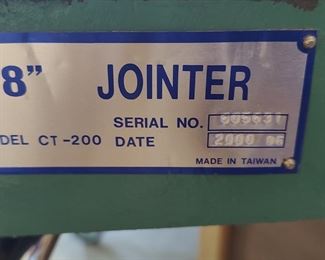 8” JOINTER
SERIAL NO.
DEL CT-200 DATE 2000 06
MADE IN TAIWAN